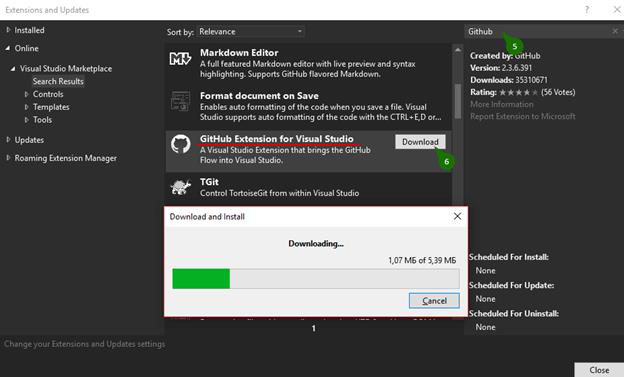 Extensions and Updates
?
Installed
Sort by: Relevance
Github
5
Online
Visual Studio Marketplace
Search Results
Controls
Templates
Tools
Updates
Roaming Extension Manager
Markdown Editor
A full featured Markdown editor with live preview and syntax
highlighting. Supports GitHub flavored Markdown.
Format document on Save
Enables auto formatting of the code when you save a file. Visual
Studio supports auto formatting of the code with the CTRL+E,D or...
GitHub Extension for Visual Studio
Download
6
A Visual Studio Extension that brings the GitHub
Flow into Visual Studio.
TGit
Control TortoiseGit from within Visual Studio
Created by: GitHub
Version: 2.3.6.391
Downloads: 35310671
Rating: (56 Votes)
More Information
Report Extension to Microsoft
Download and Install
Downloading...
1,07 МБ of 5,39 МБ
Cancel
Scheduled For Install:
None
Scheduled For Update:
None
Scheduled For Uninstall:
None
1
Change your Extensions and Updates settings
Close